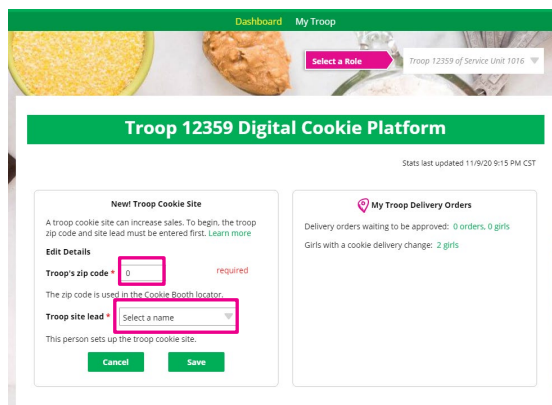 Dashboard My Troop
Select a Role
Troop 12359 of Service Unit 1016
Troop 12359 Digital Cookie Platform
Stats last updated 11/9/20 9:15 PM CST
New! Troop Cookie Site
A troop cookie site can increase sales. To begin, the troop
zip code and site lead must be entered first. Learn more
Edit Details
Troop's zip code * 0 required
The zip code is used in the Cookie Booth locator.
Troop site lead * Select a name
This person sets up the troop cookie site.
Cancel Save
My Troop Delivery Orders
Delivery orders waiting to be approved: 0 orders, 0 girls
Girls with a cookie delivery change: 2 girls